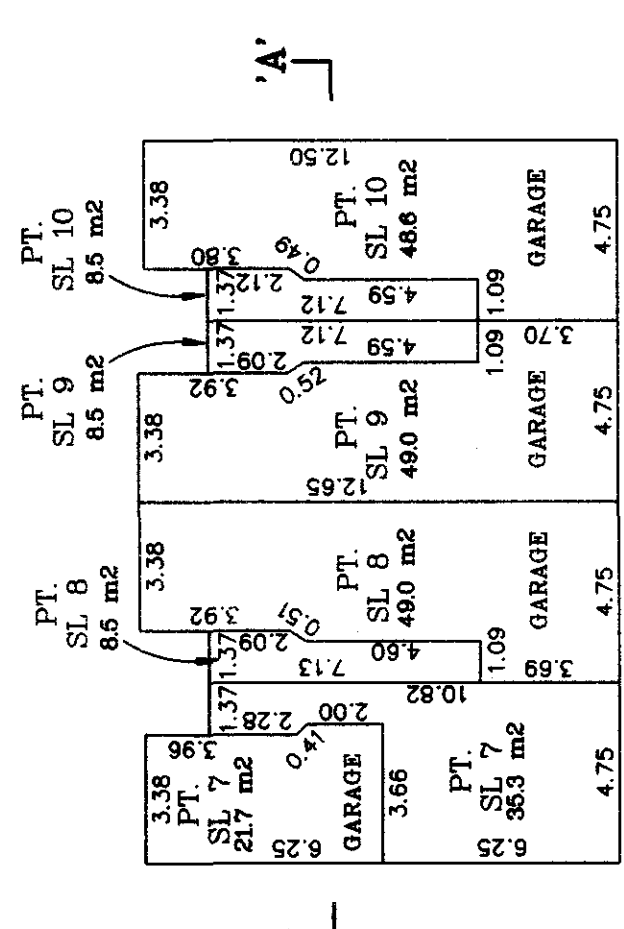 'A'
PT.
SL 10
8.5 m2
PT.
SL 9
8.5 m2
PT.
SL 8
8.5 m2
3.38
12.50
3.80
1.37
2.12
0.49
7.12
4.59
1.09
PT.
SL 10
48.6 m2
GARAGE
4.75
3.38
3.92
1.37
2.09
0.52
7.12
4.59
1.09
3.70
12.65
PT.
SL 9
49.0 m2
GARAGE
4.75
3.38
3.92
1.37
2.09
0.51
7.13
4.60
1.09
3.69
PT.
SL 8
49.0 m2
GARAGE
4.75
10.82
3.38
3.96
1.37
2.28
0.41
2.00
PT.
SL 7
21.7 m2
6.25
GARAGE
3.66
PT.
SL 7
35.3 m2
6.25
4.75